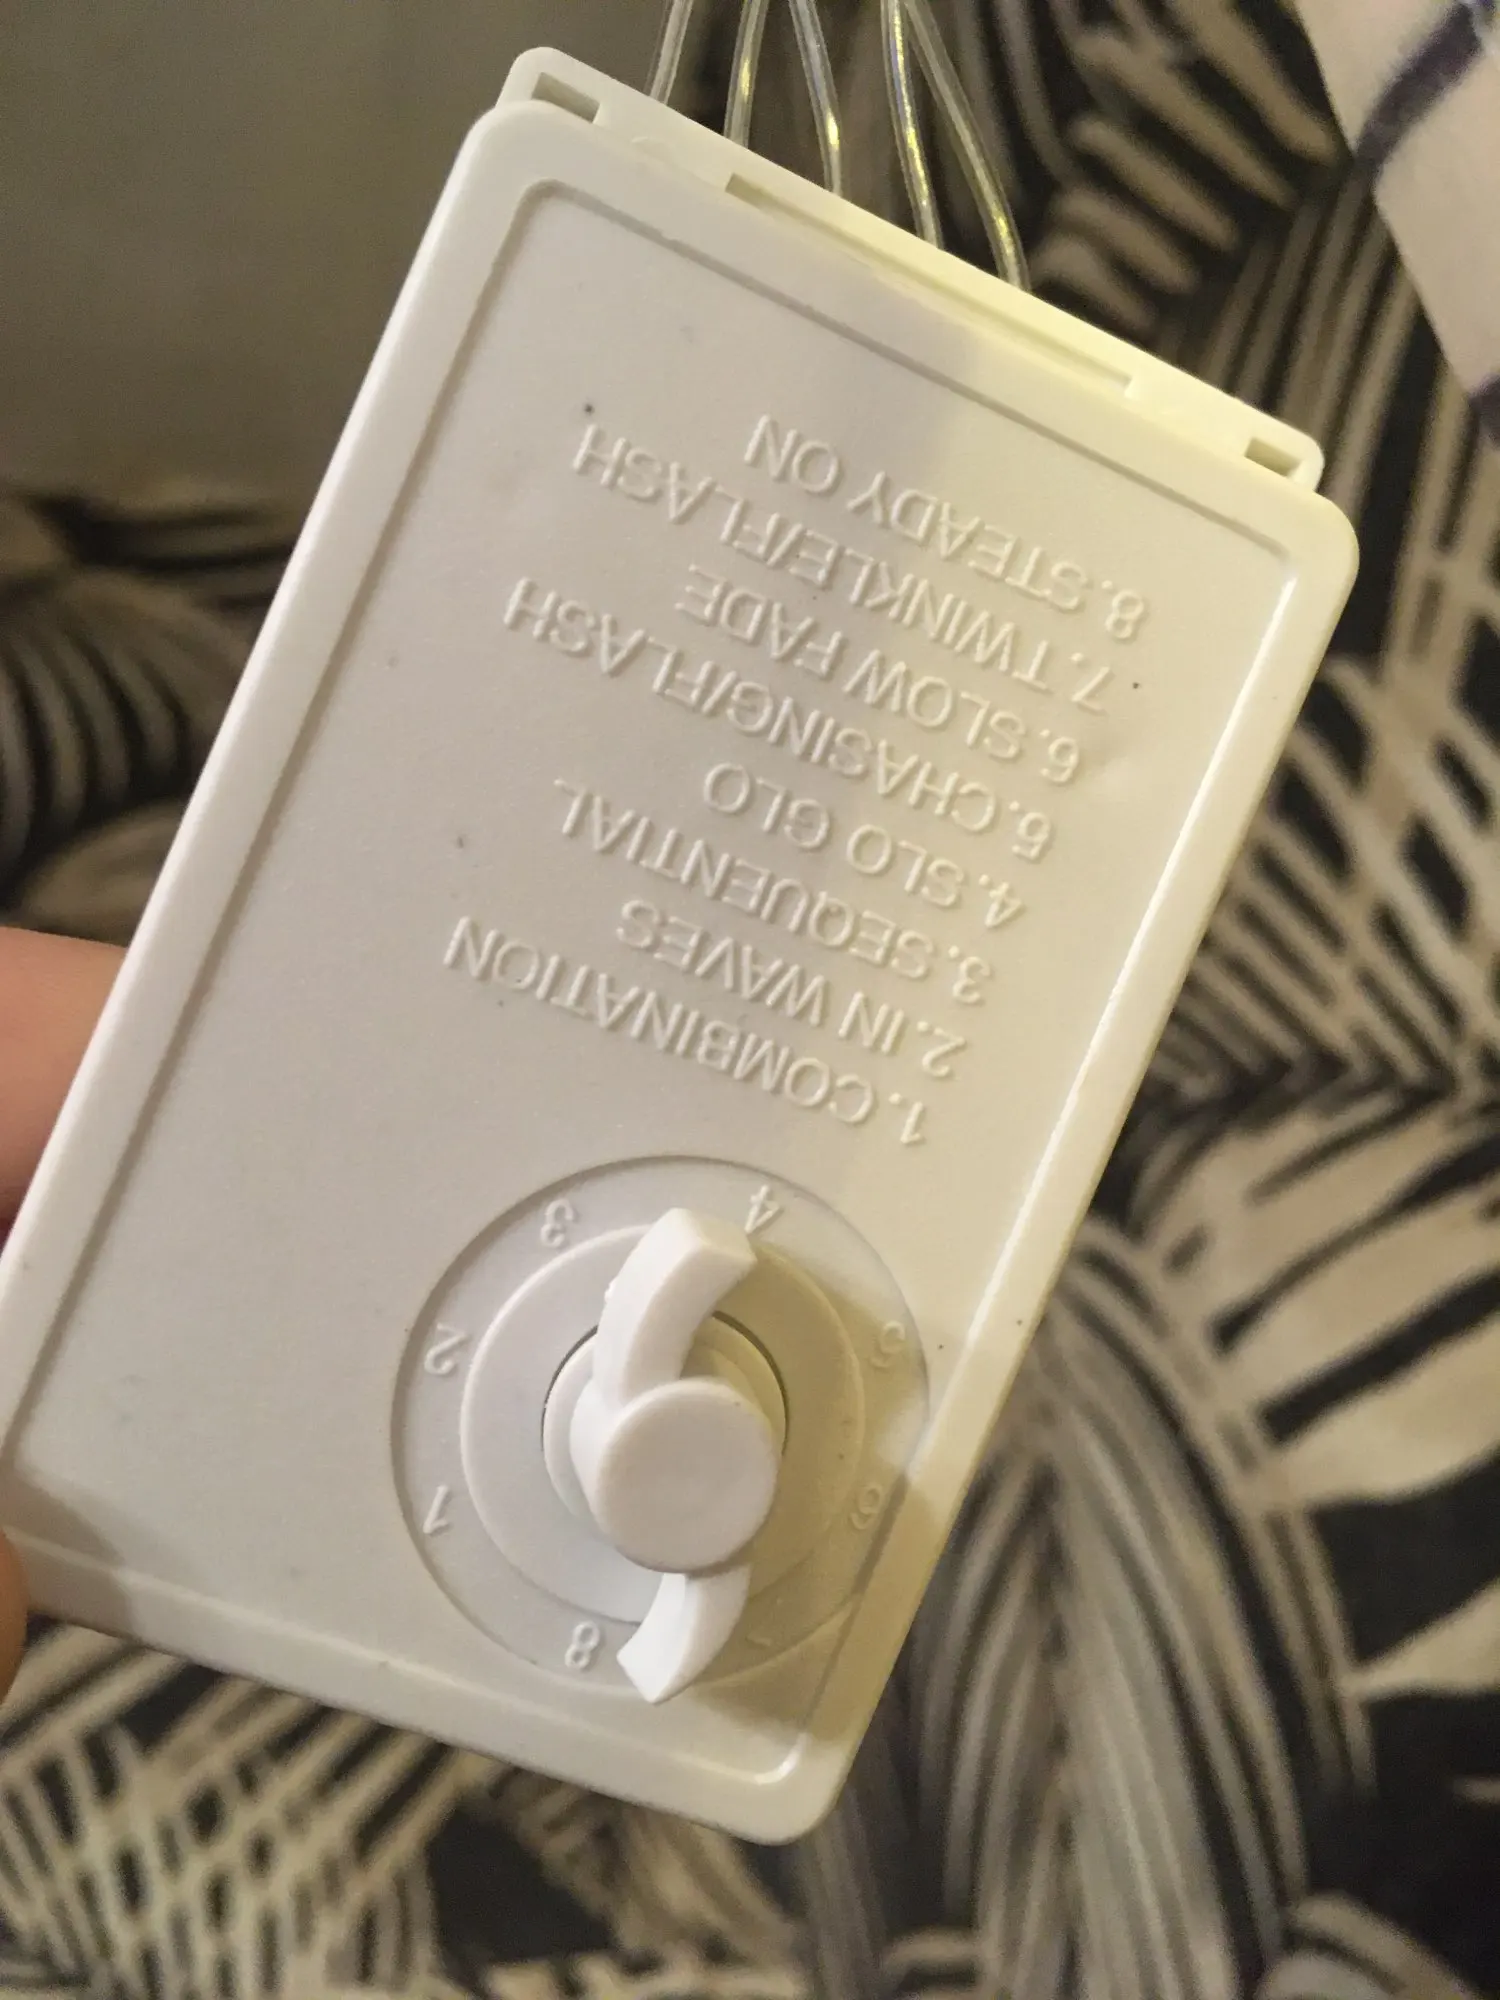 1. COMBINATION
2. IN WAVES
3. SEQUENTIAL
4. SLO GLO
5. CHASING/FLASH
6. SLOW FADE
7. TWINKLE/FLASH
8. STEADY ON
8
1
2
3
4
5
6